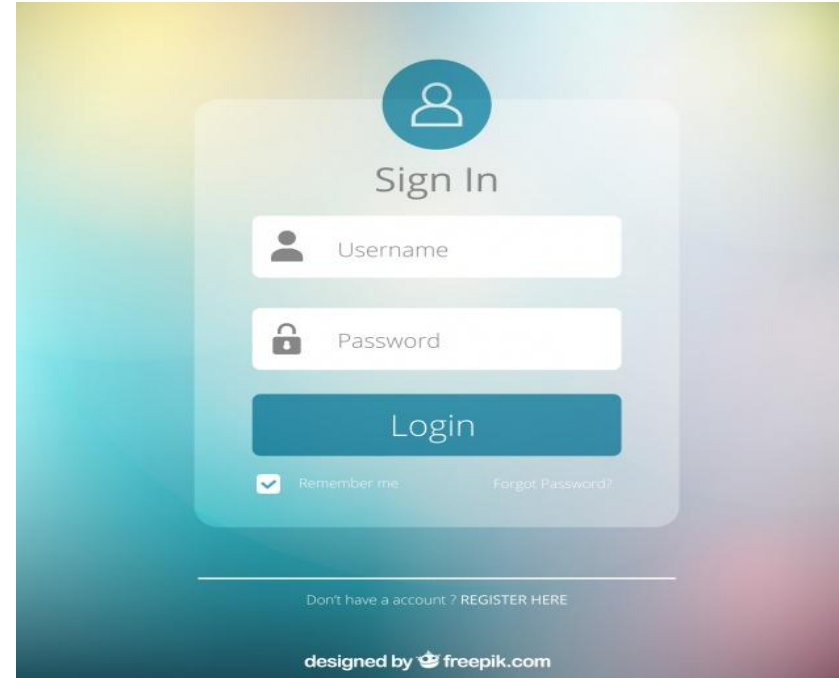 Sign In
Username
Password
Login
Remember me Forgot Password?
Don't have a account ? REGISTER HERE
designed by freepik.com